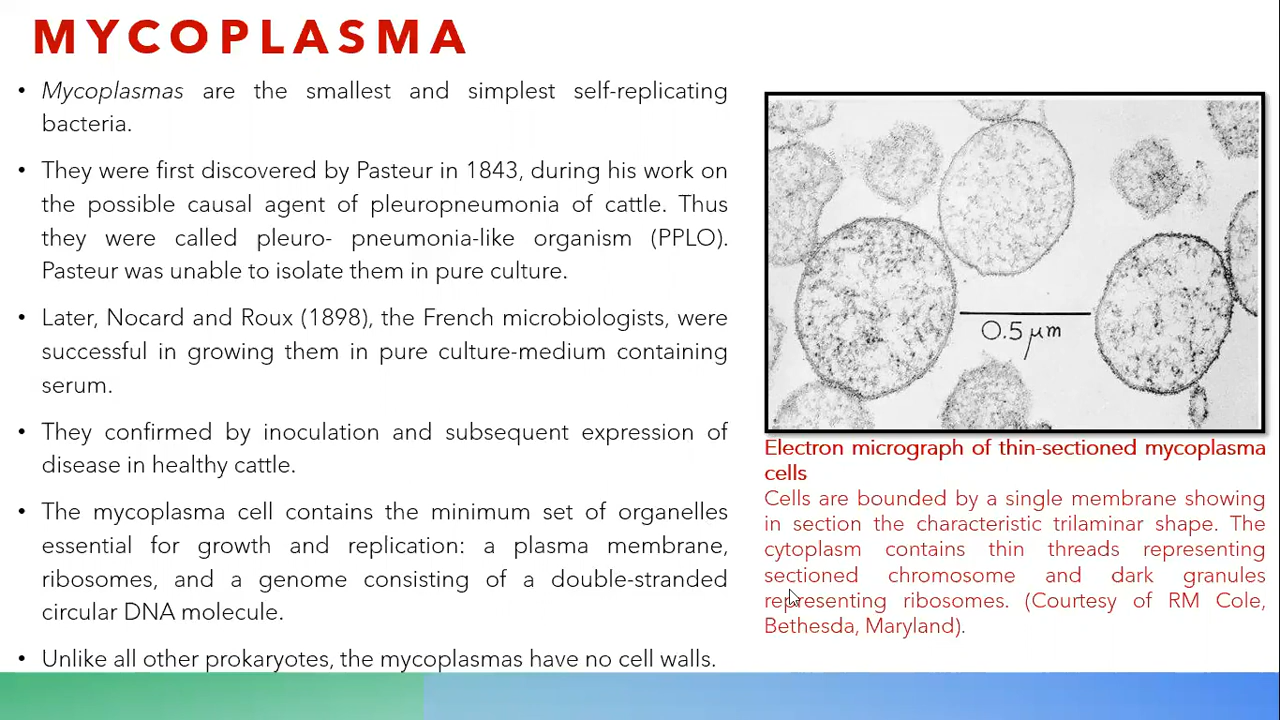 MYCOPLASMA
• Mycoplasmas are the smallest and simplest self-replicating
bacteria.
• They were first discovered by Pasteur in 1843, during his work on
the possible causal agent of pleuropneumonia of cattle. Thus
they were called pleuro- pneumonia-like organism (PPLO).
Pasteur was unable to isolate them in pure culture.
• Later, Nocard and Roux (1898), the French microbiologists, were
successful in growing them in pure culture-medium containing
serum.
• They confirmed by inoculation and subsequent expression of
disease in healthy cattle.
• The mycoplasma cell contains the minimum set of organelles
essential for growth and replication: a plasma membrane,
ribosomes, and a genome consisting of a double-stranded
circular DNA molecule.
• Unlike all other prokaryotes, the mycoplasmas have no cell walls.
0.5 μm
Electron micrograph of thin-sectioned mycoplasma
cells
Cells are bounded by a single membrane showing
in section the characteristic trilaminar shape. The
cytoplasm contains thin threads representing
sectioned chromosome and dark granules
representing ribosomes. (Courtesy of RM Cole,
Bethesda, Maryland).